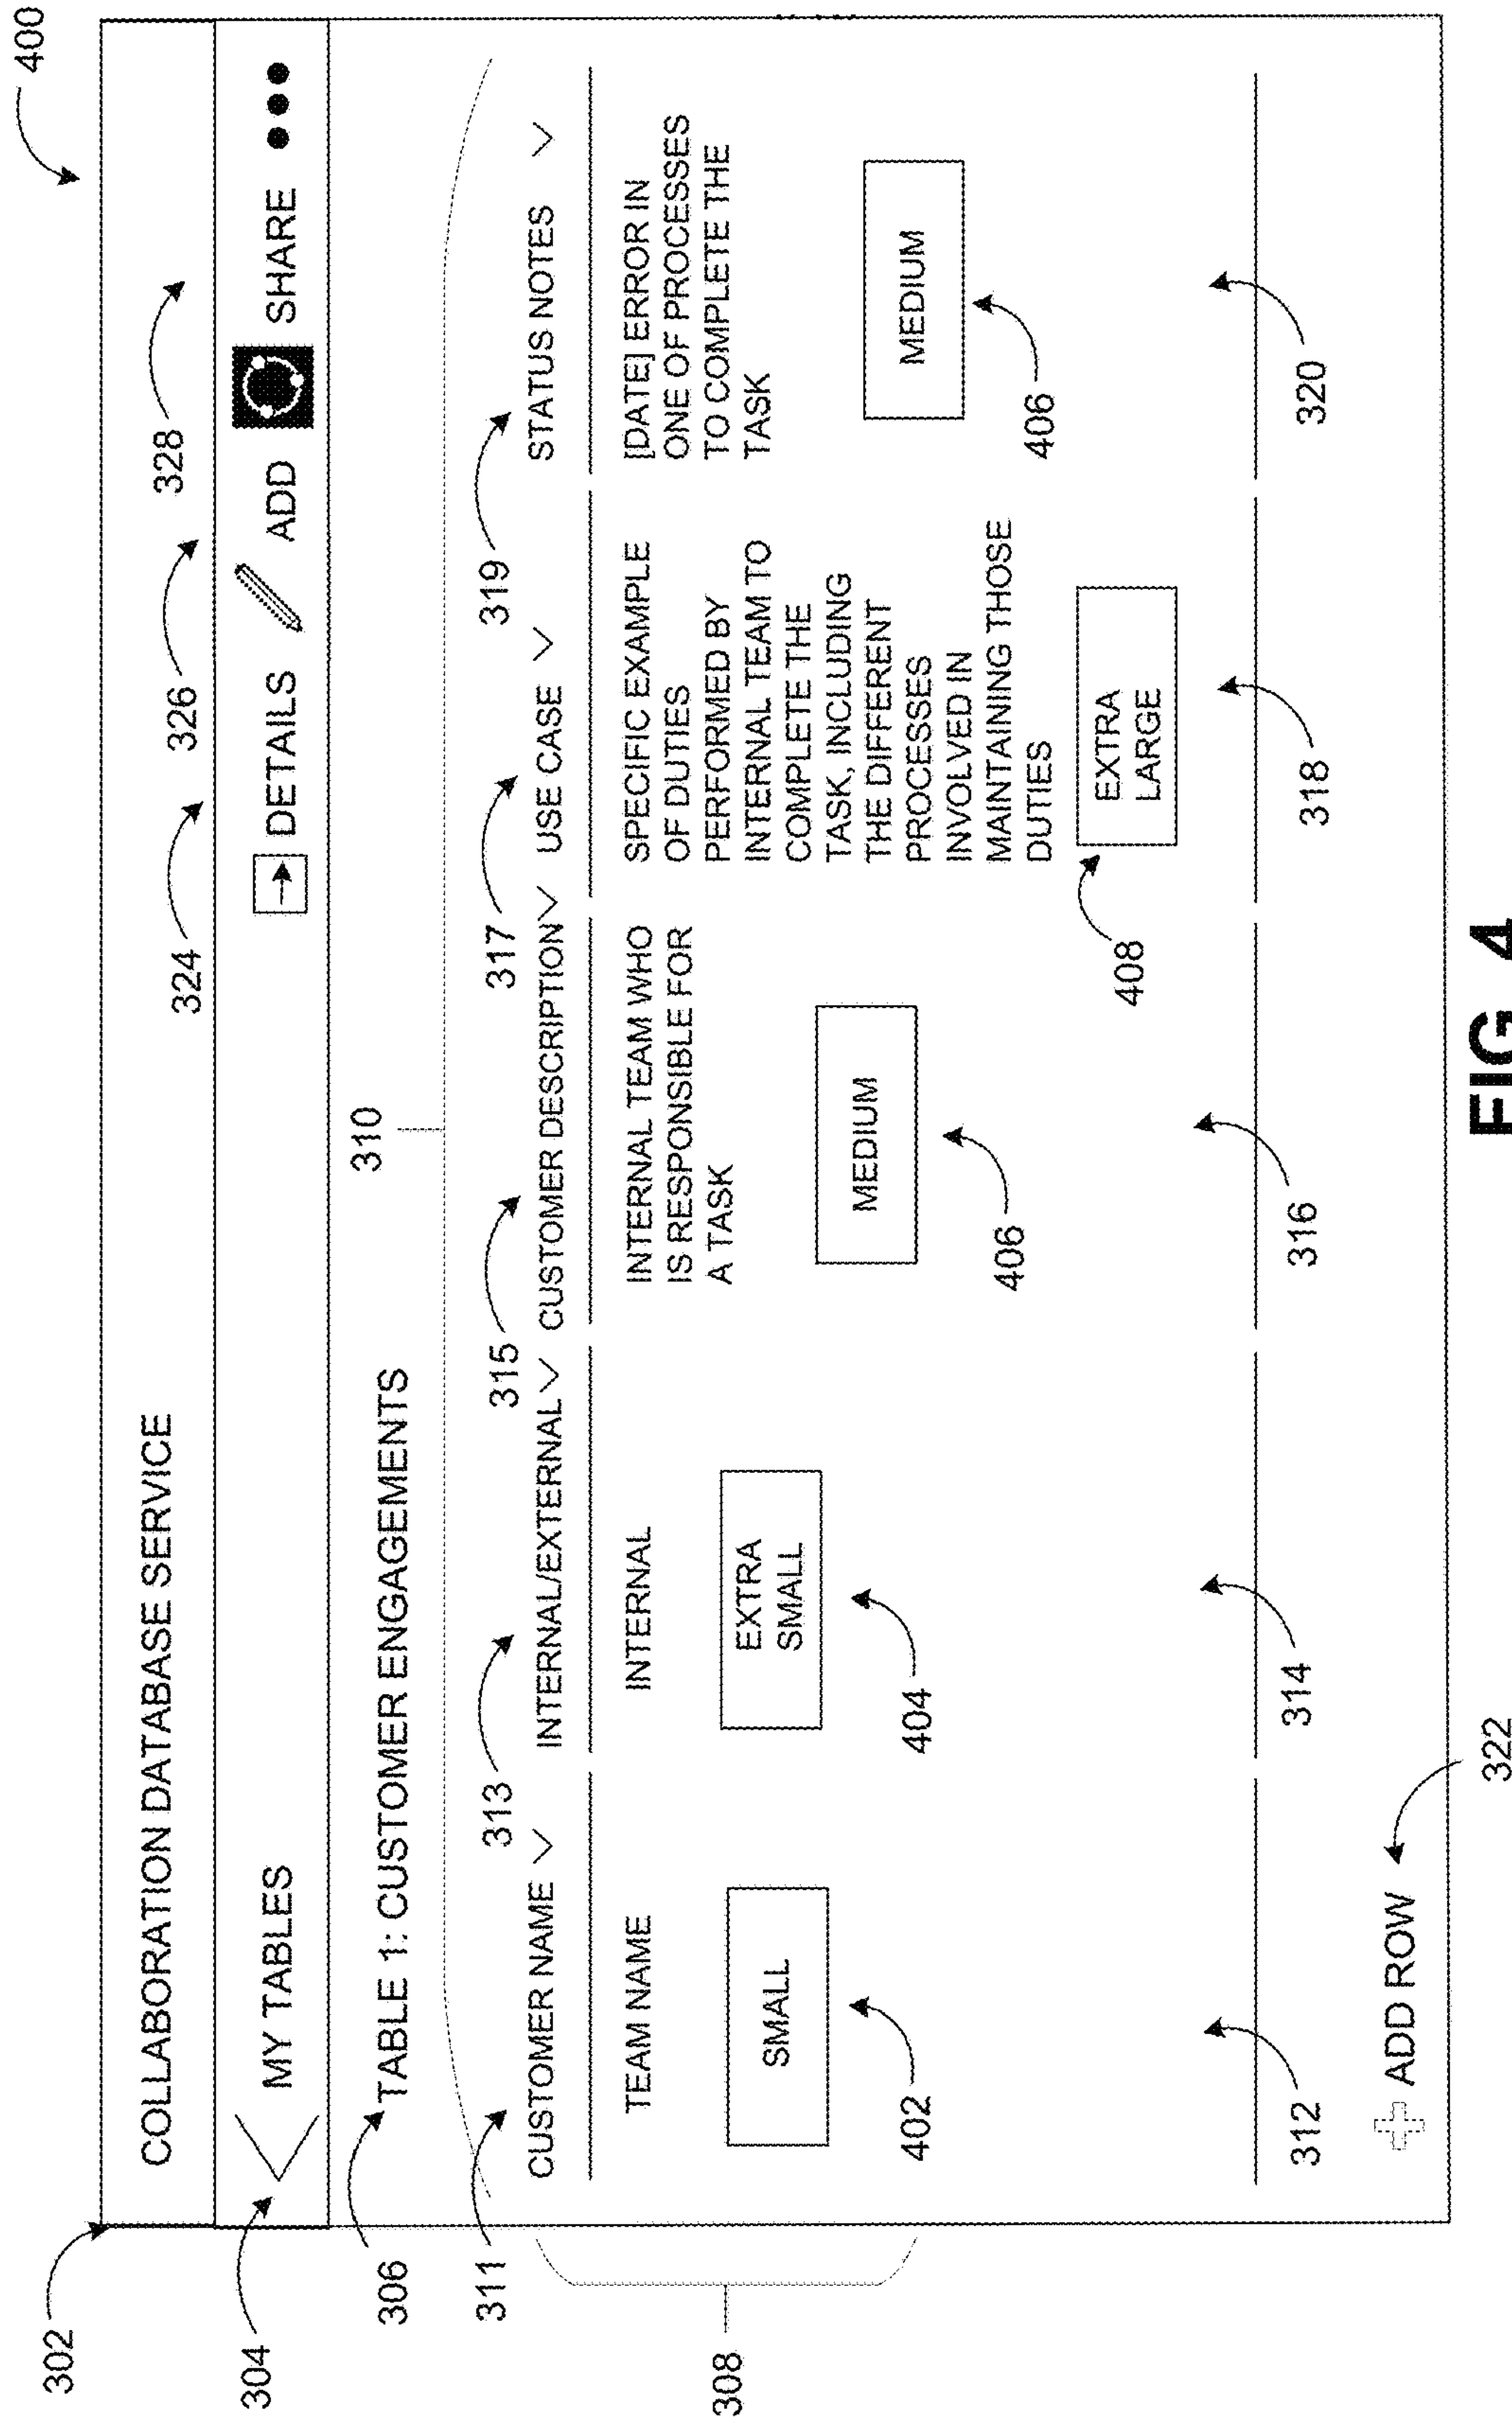 400
302
COLLABORATION DATABASE SERVICE
324
326
328
304
MY TABLES
DETAILS
ADD
SHARE
306
TABLE 1: CUSTOMER ENGAGEMENTS
310
311
313
315
317
319
CUSTOMER NAME
INTERNAL/EXTERNAL
CUSTOMER DESCRIPTION
USE CASE
STATUS NOTES
308
TEAM NAME
SMALL
402
INTERNAL
EXTRA
SMALL
404
INTERNAL TEAM WHO
IS RESPONSIBLE FOR
A TASK
MEDIUM
406
SPECIFIC EXAMPLE
OF DUTIES
PERFORMED BY
INTERNAL TEAM TO
COMPLETE THE
TASK, INCLUDING
THE DIFFERENT
PROCESSES
INVOLVED IN
MAINTAINING THOSE
DUTIES
408
EXTRA
LARGE
[DATE] ERROR IN
ONE OF PROCESSES
TO COMPLETE THE
TASK
MEDIUM
406
312
314
316
318
320
ADD ROW
322
FIG. 4